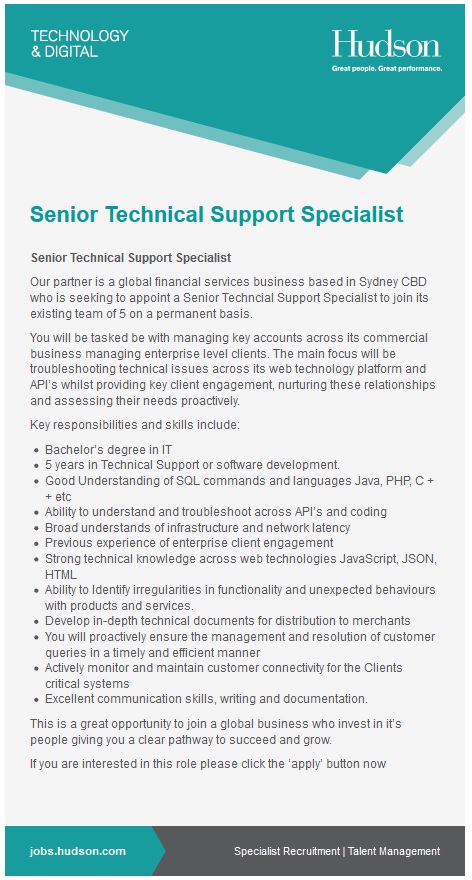 TECHNOLOGY
& DIGITAL
Hudson
Great people. Great performance.
Senior Technical Support Specialist
Senior Technical Support Specialist
Our partner is a global financial services business based in Sydney CBD
who is seeking to appoint a Senior Techncial Support Specialist to join its
existing team of 5 on a permanent basis.
You will be tasked be with managing key accounts across its commercial
business managing enterprise level clients. The main focus will be
troubleshooting technical issues across its web technology platform and
API's whilst providing key client engagement, nurturing these relationships
and assessing their needs proactively.
Key responsibilities and skills include:
• Bachelor's degree in IT
• 5 years in Technical Support or software development.
• Good Understanding of SQL commands and languages Java, PHP, C +
+ etc
• Ability to understand and troubleshoot across API's and coding
• Broad understands of infrastructure and network latency
• Previous experience of enterprise client engagement
• Strong technical knowledge across web technologies JavaScript, JSON,
HTML
• Ability to Identify irregularities in functionality and unexpected behaviours
with products and services.
• Develop in-depth technical documents for distribution to merchants
• You will proactively ensure the management and resolution of customer
queries in a timely and efficient manner
• Actively monitor and maintain customer connectivity for the Clients
critical systems
• Excellent communication skills, writing and documentation.
This is a great opportunity to join a global business who invest in it's
people giving you a clear pathway to succeed and grow.
If you are interested in this role please click the 'apply' button now
jobs.hudson.com
Specialist Recruitment | Talent Management